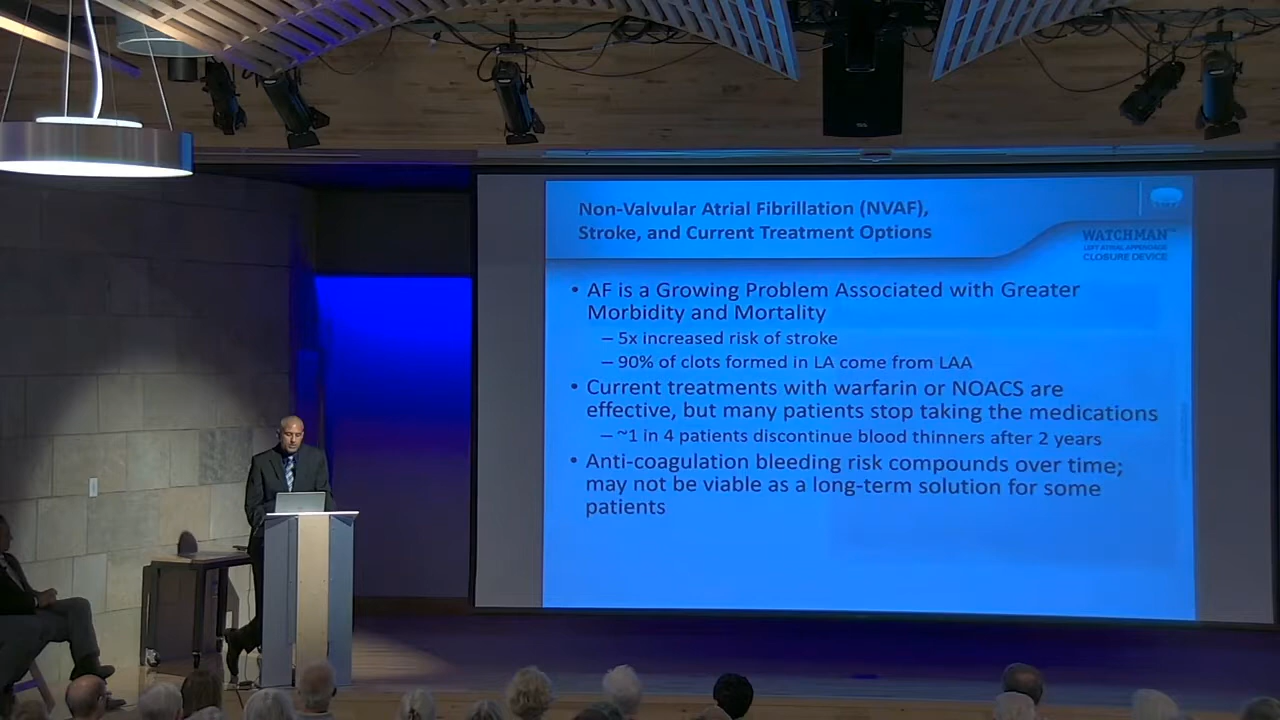 Non-Valvular Atrial Fibrillation (NVAF),
Stroke, and Current Treatment Options
WATCHMAN™
LEFT ATRIAL APPENDAGE
CLOSURE DEVICE
• AF is a Growing Problem Associated with Greater
Morbidity and Mortality
– 5x increased risk of stroke
– 90% of clots formed in LA come from LAA
• Current treatments with warfarin or NOACS are
effective, but many patients stop taking the medications
– ~1 in 4 patients discontinue blood thinners after 2 years
• Anti-coagulation bleeding risk compounds over time;
may not be viable as a long-term solution for some
patients